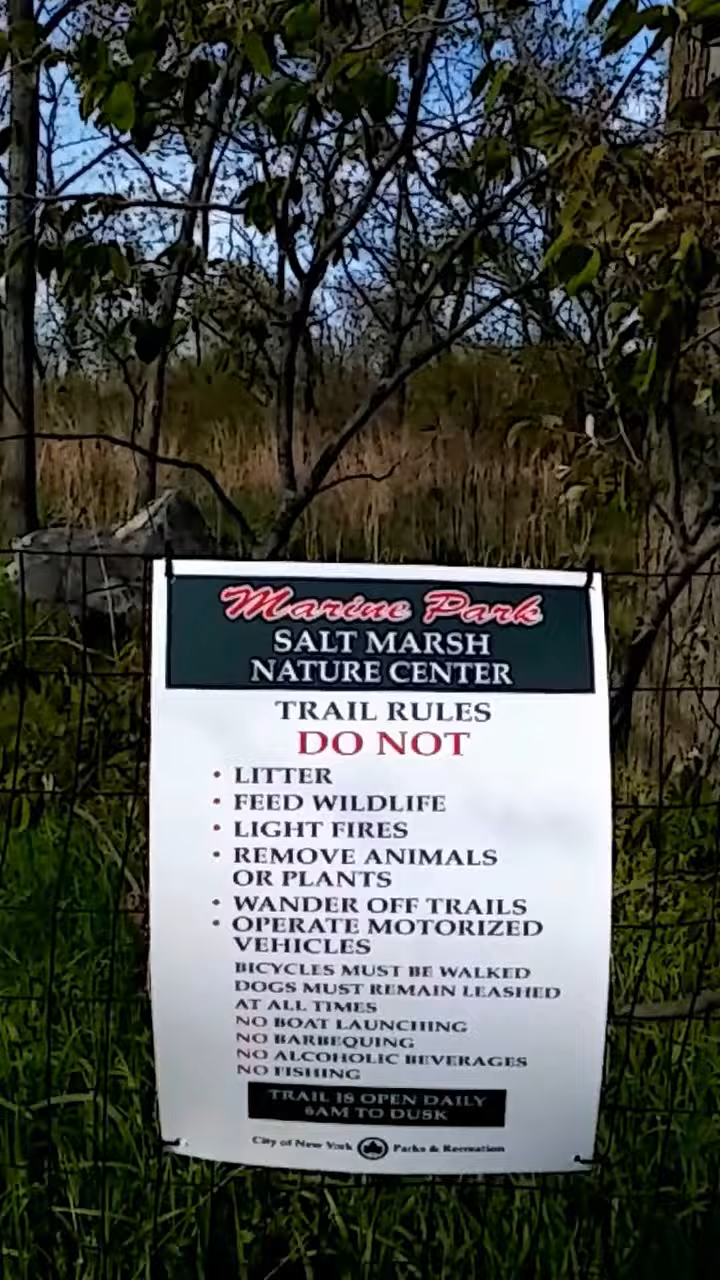 Marine Park
SALT MARSH
NATURE CENTER
TRAIL RULES
DO NOT
• LITTER
• FEED WILDLIFE
• LIGHT FIRES
• REMOVE ANIMALS
OR PLANTS
• WANDER OFF TRAILS
• OPERATE MOTORIZED
VEHICLES
BICYCLES MUST BE WALKED
DOGS MUST REMAIN LEASHED
AT ALL TIMES
NO BOAT LAUNCHING
NO BARBEQUING
NO ALCOHOLIC BEVERAGES
NO FISHING
TRAIL IS OPEN DAILY
6AM TO DUSK
City of New York Parks & Recreation